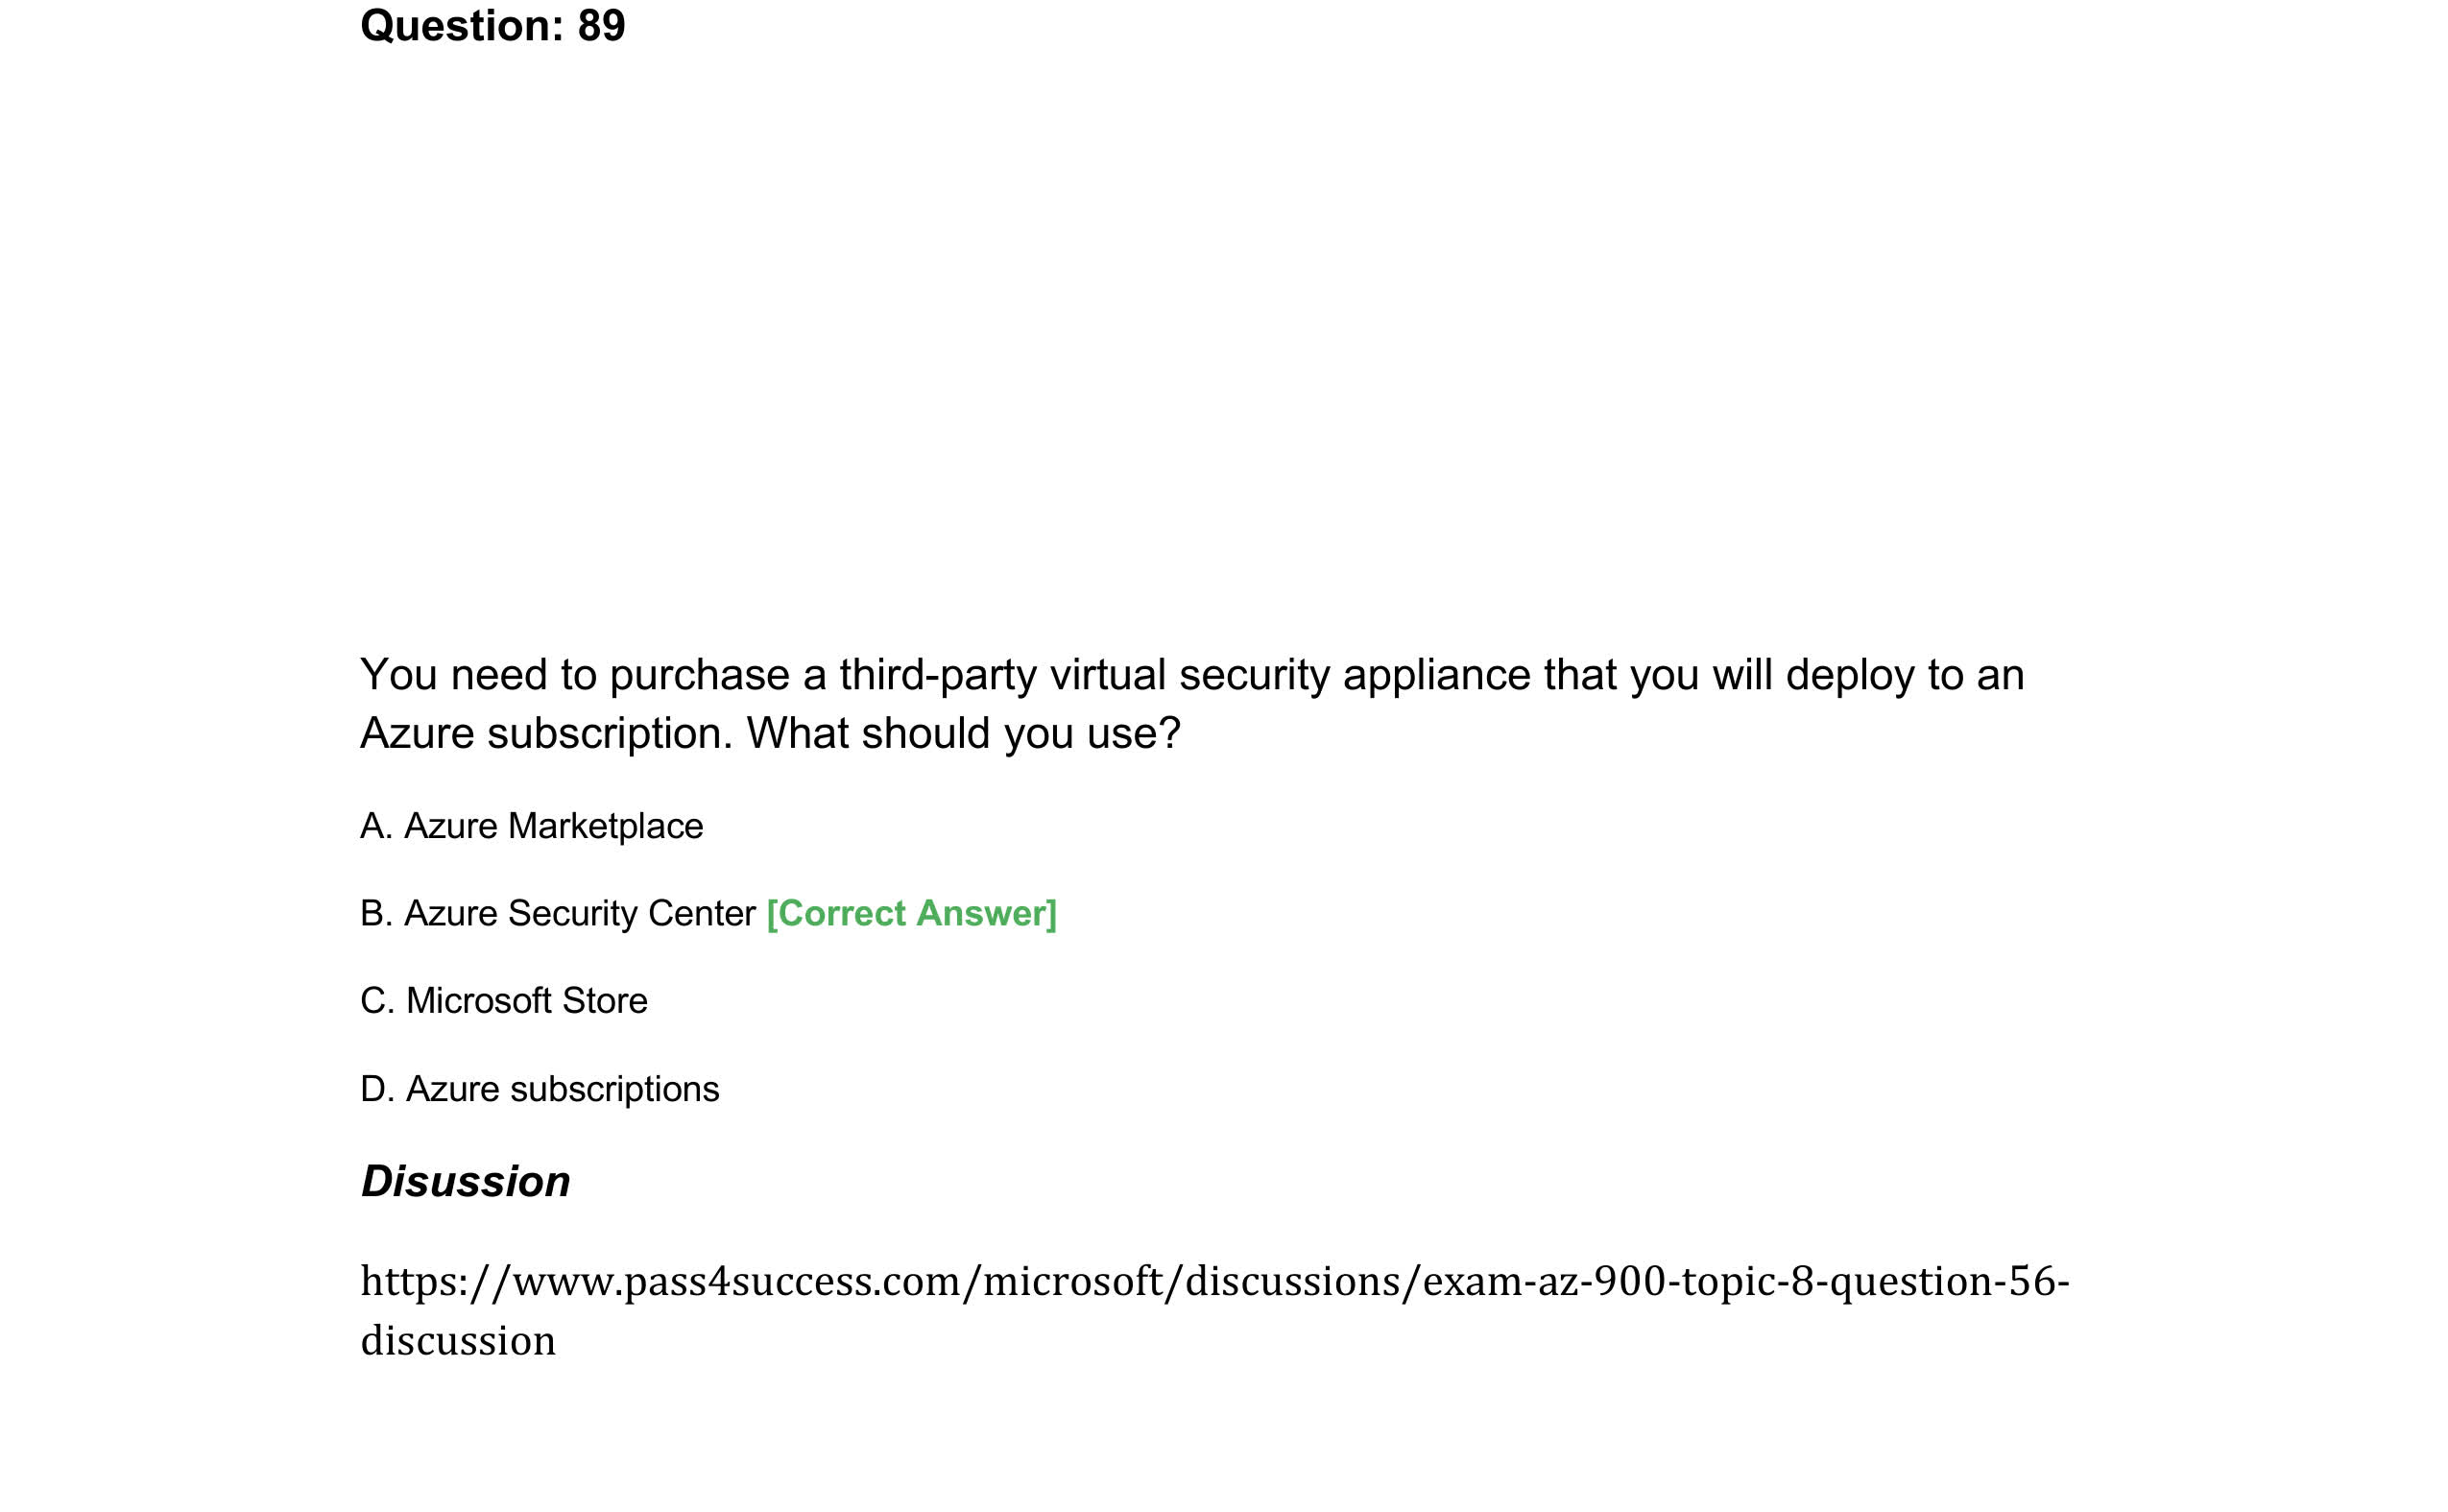 Question: 89
You need to purchase a third-party virtual security appliance that you will deploy to an
Azure subscription. What should you use?
A. Azure Marketplace
B. Azure Security Center [Correct Answer]
C. Microsoft Store
D. Azure subscriptions
Disussion
https://www.pass4success.com/microsoft/discussions/exam-az-900-topic-8-question-56-
discussion